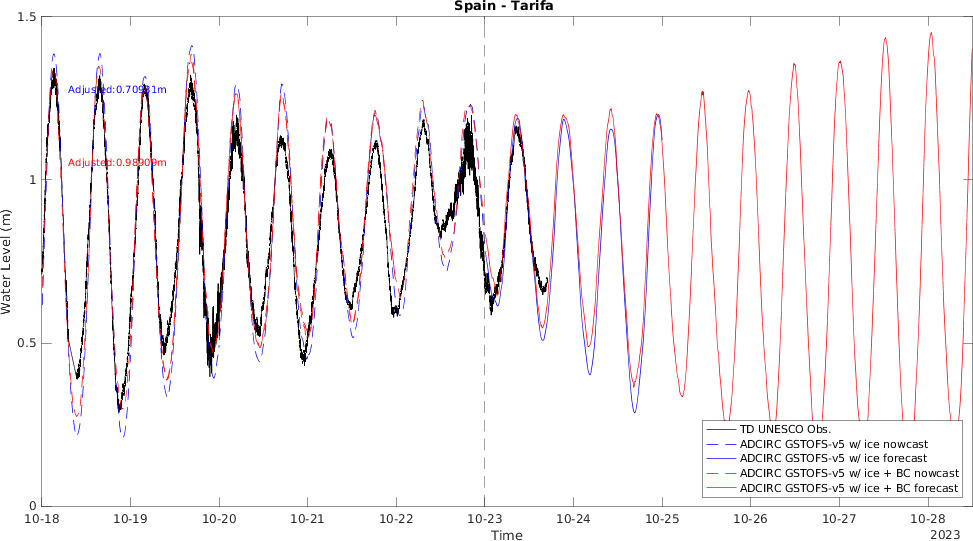 Spain - Tarifa
1.5
1
0.5
0
Water Level (m)
Adjusted:0.70981m
Adjusted:0.98909m
TD UNESCO Obs.
ADCIRC GSTOFS-v5 w/ ice nowcast
ADCIRC GSTOFS-v5 w/ ice forecast
ADCIRC GSTOFS-v5 w/ ice + BC nowcast
ADCIRC GSTOFS-v5 w/ ice + BC forecast
10-18 10-19 10-20 10-21 10-22 10-23 10-24 10-25 10-26 10-27 10-28
2023
Time